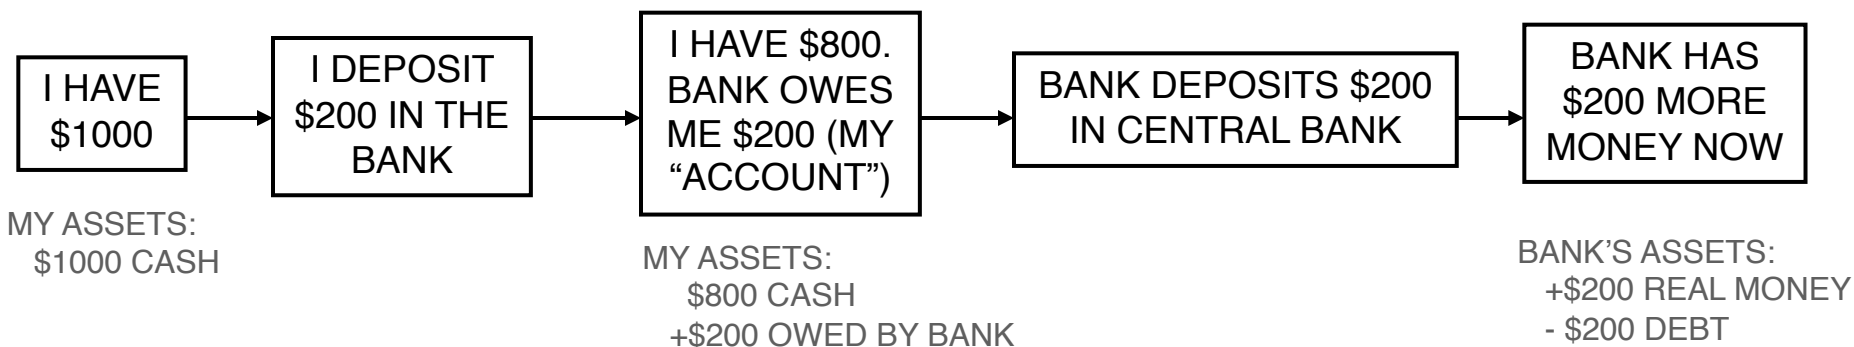 I HAVE
$1000
I DEPOSIT
$200 IN THE
BANK
I HAVE $800.
BANK OWES
ME $200 (MY
“ACCOUNT”)
BANK DEPOSITS $200
IN CENTRAL BANK
BANK HAS
$200 MORE
MONEY NOW
MY ASSETS:
$1000 CASH
MY ASSETS:
$800 CASH
+$200 OWED BY BANK
BANK’S ASSETS:
+$200 REAL MONEY
- $200 DEBT